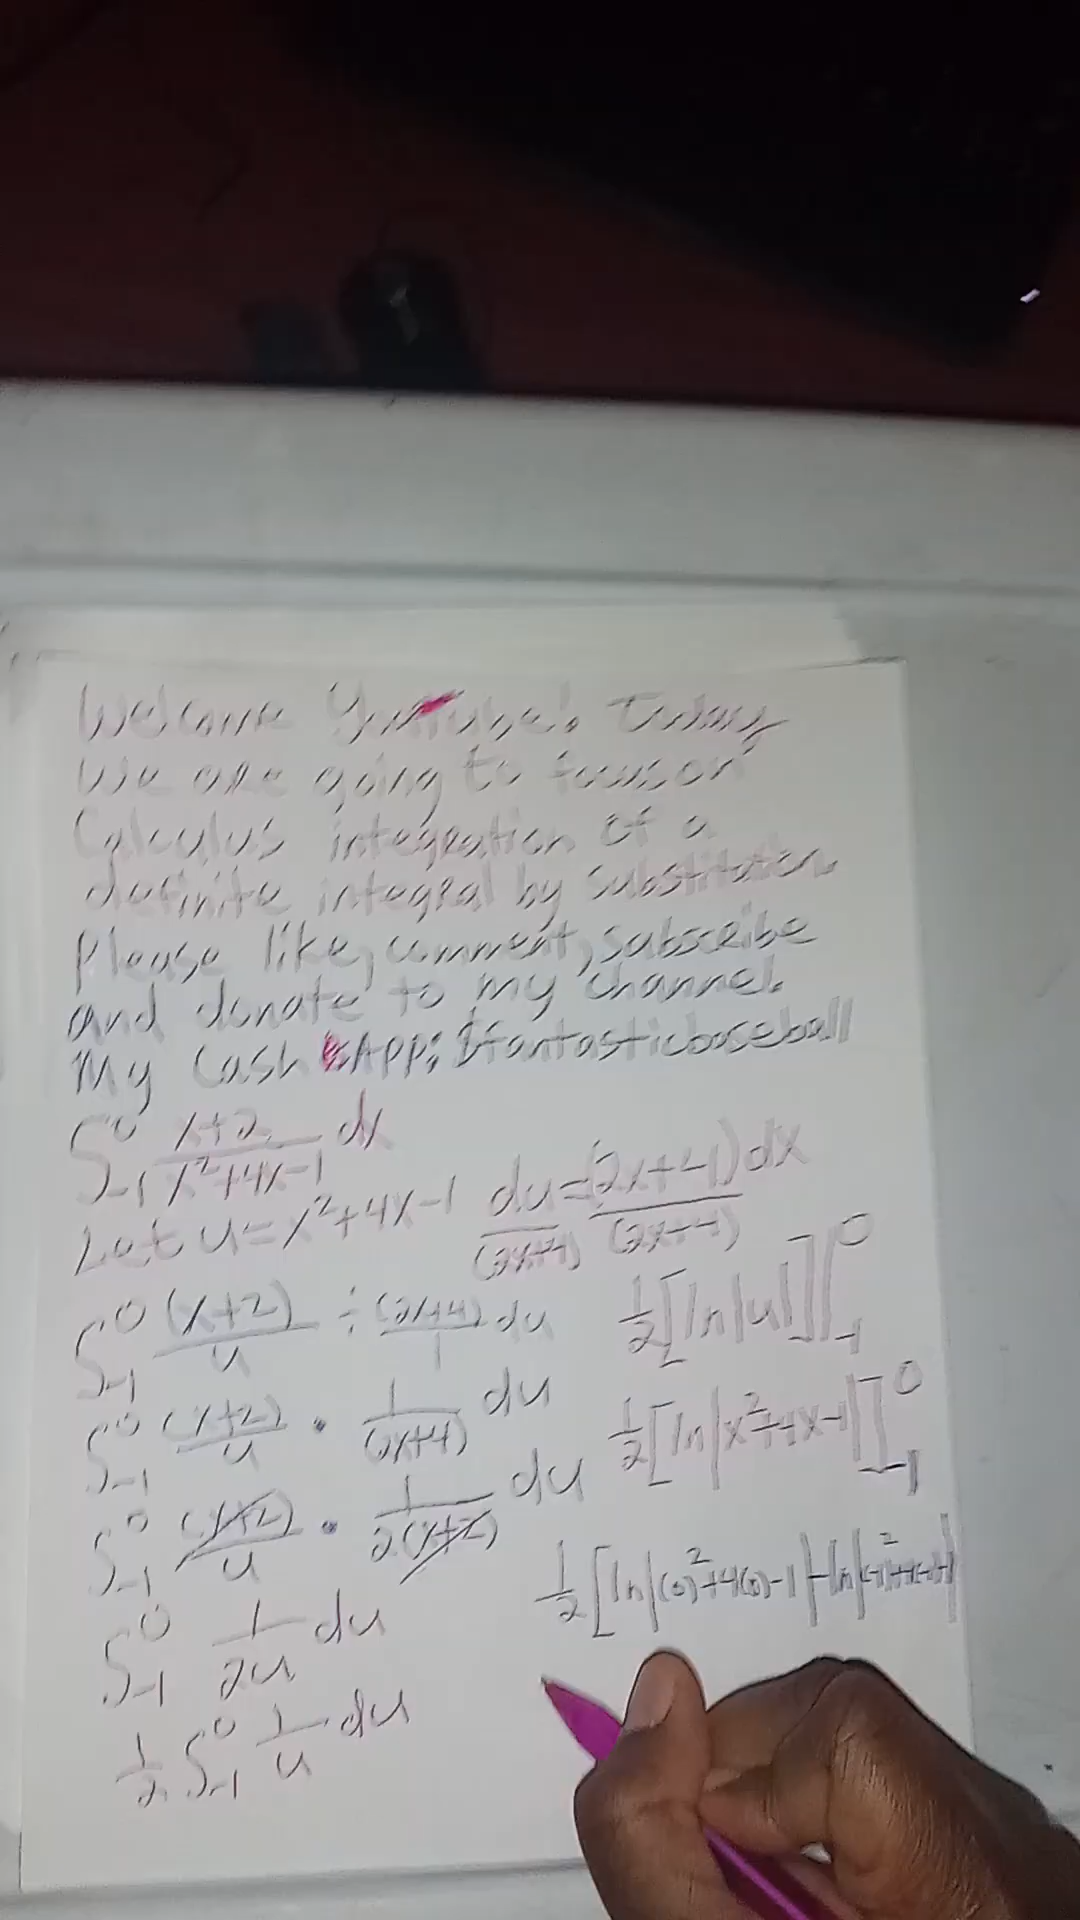 Welcome YouTube! Today
We are going to focus on
Calculus integration of a
definite integral by substitution.
Please like, comment, subscribe
and donate to my channel.
My Cash App: $fantasticbaseball
∫₋₁⁰ (x+2)/(x²+4x-1) dx
Let u=x²+4x-1 du/(2x+4) = (2x+4)dx/(2x+4)
∫₋₁⁰ (x+2)/u ÷ (2x+4)/1 du
∫₋₁⁰ (x+2)/u • 1/(2x+4) du
∫₋₁⁰ (x+2)/u • 1/2(x+2) du
∫₋₁⁰ 1/2u du
1/2 ∫₋₁⁰ 1/u du
1/2[ln|u|]|₋₁⁰
1/2[ln|x²+4x-1|]₋₁⁰
1/2[ln|(0)²+4(0)-1|-ln|(-1)²+4(-1)-1|